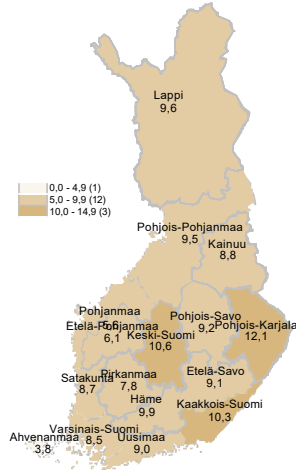 Lappi
9,6
0,0 - 4,9 (1)
5,0 - 9,9 (12)
10,0 - 14,9 (3)
Pohjois-Pohjanmaa
9,5
Kainuu
8,8
Pohjanmaa
Etelä-Pohjanmaa
6,1
Keski-Suomi
10,6
Pohjois-Savo
9,2
Pohjois-Karjala
12,1
Satakunta
8,7
Pirkanmaa
7,8
Etelä-Savo
9,1
Häme
9,9
Kaakkois-Suomi
10,3
Varsinais-Suomi
8,5
Ahvenanmaa
3,8
Uusimaa
9,0